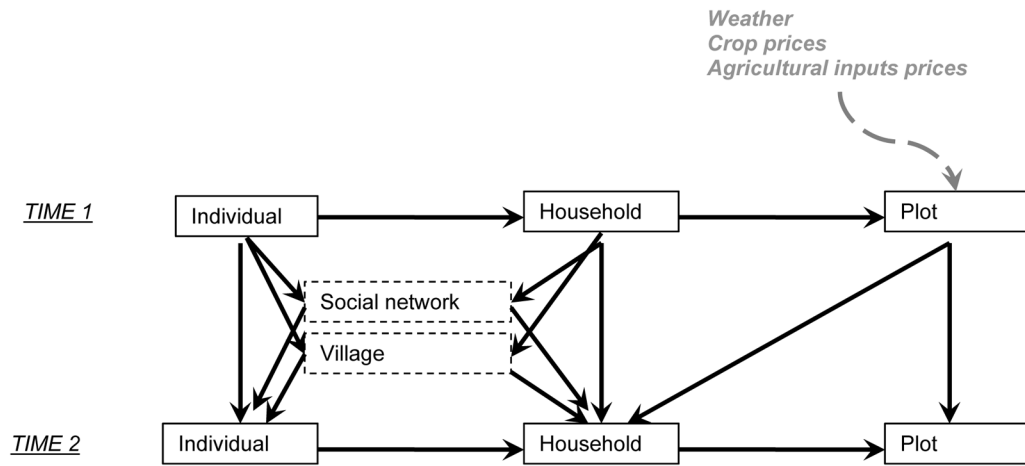 Weather
Crop prices
Agricultural inputs prices
TIME 1
Individual
Household
Plot
Social network
Village
TIME 2
Individual
Household
Plot